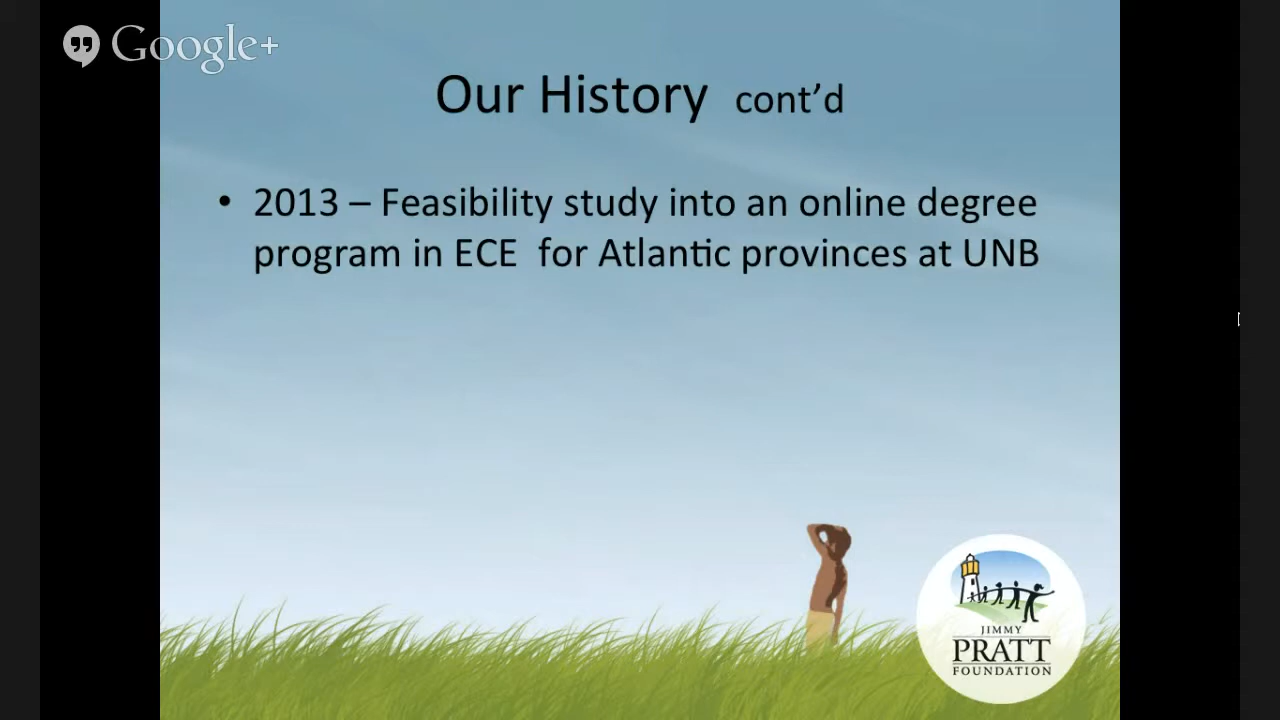 Google+
Our History cont’d
• 2013 – Feasibility study into an online degree
program in ECE for Atlantic provinces at UNB
JIMMY
PRATT
FOUNDATION